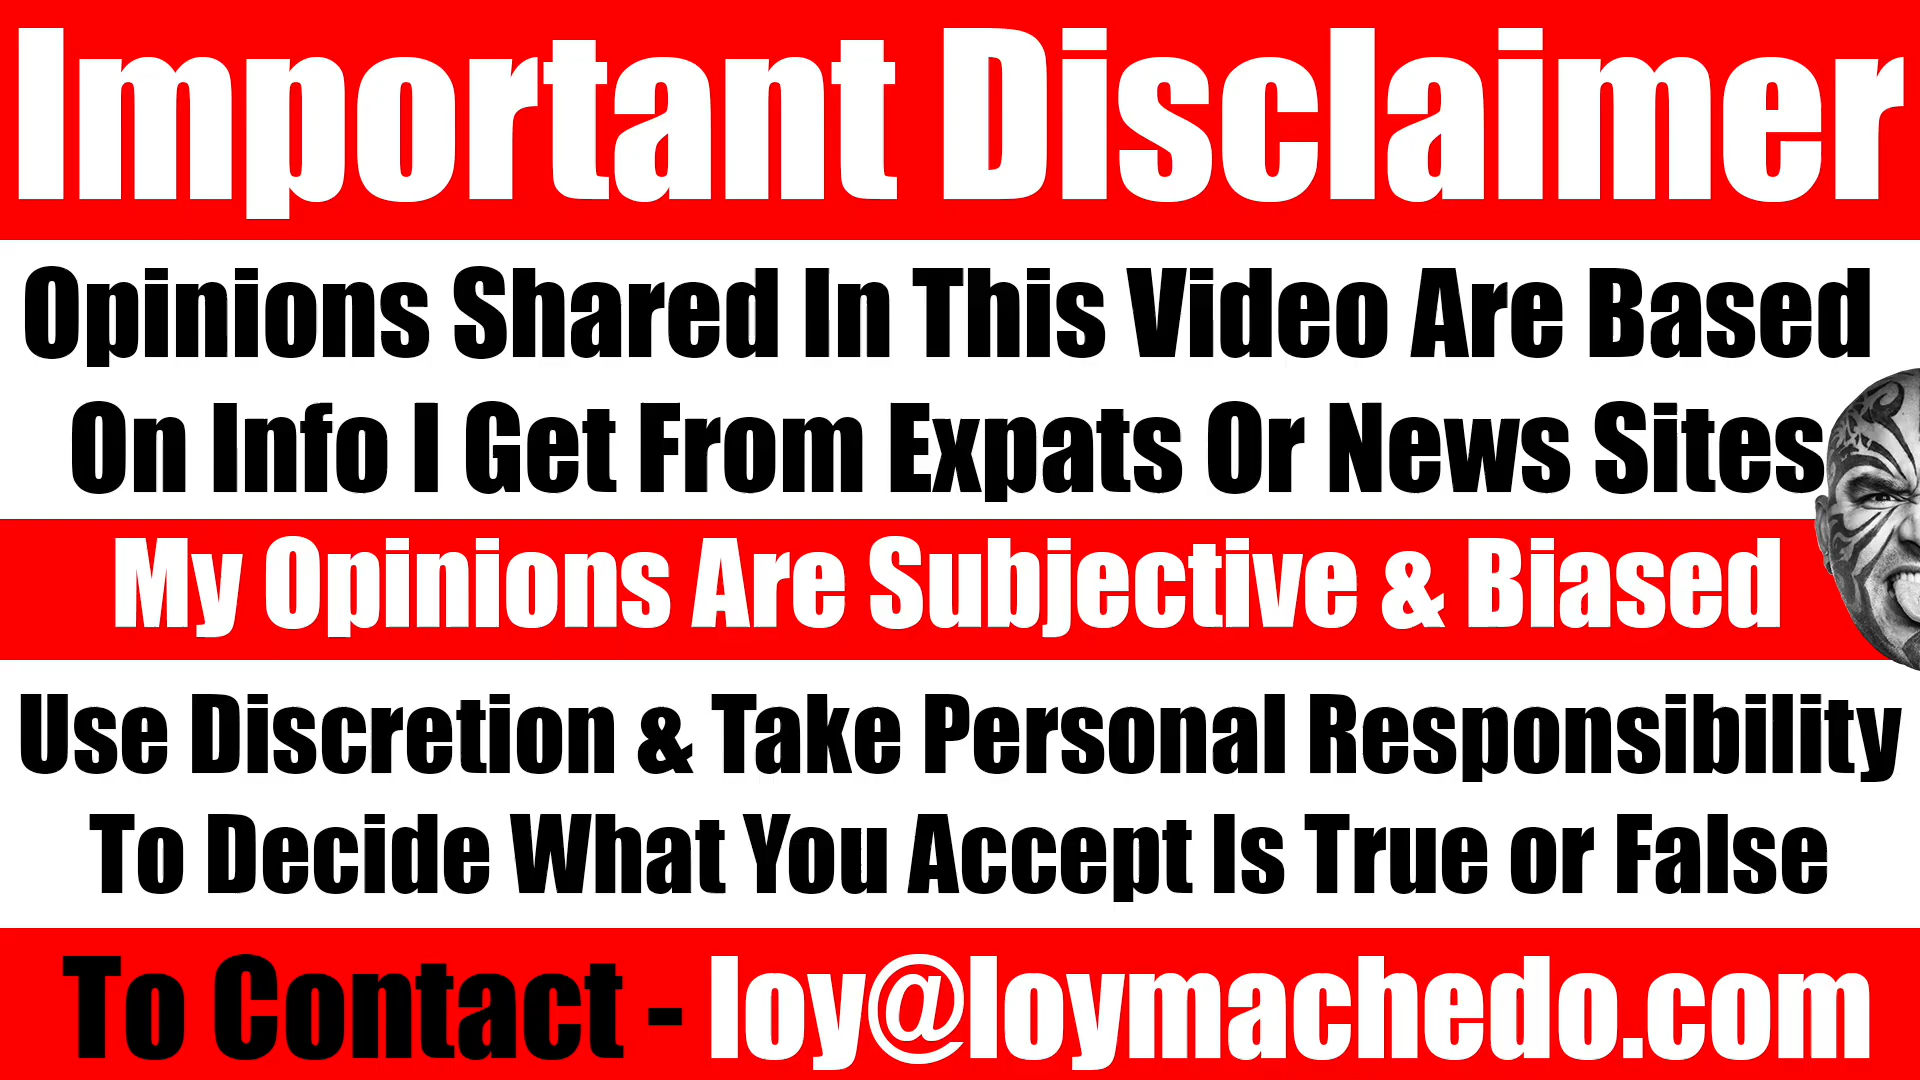 Important Disclaimer
Opinions Shared In This Video Are Based
On Info I Get From Expats Or News Sites
My Opinions Are Subjective & Biased
Use Discretion & Take Personal Responsibility
To Decide What You Accept Is True or False
To Contact - loy@loymachedo.com